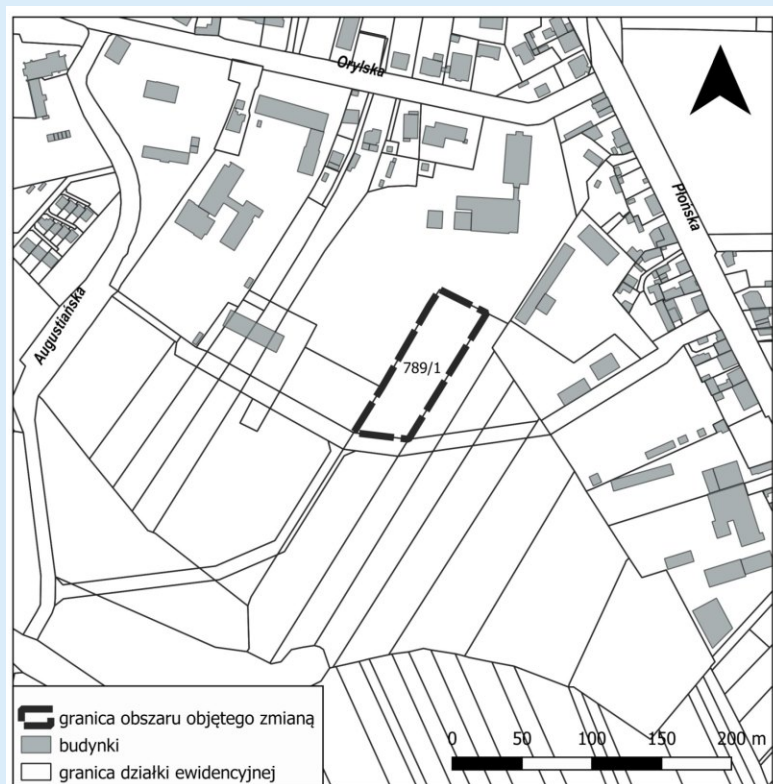 Orylska
Płońska
Augustiańska
789/1
granica obszaru objętego zmianą
budynki
granica działki ewidencyjnej
0 50 100 150 200 m